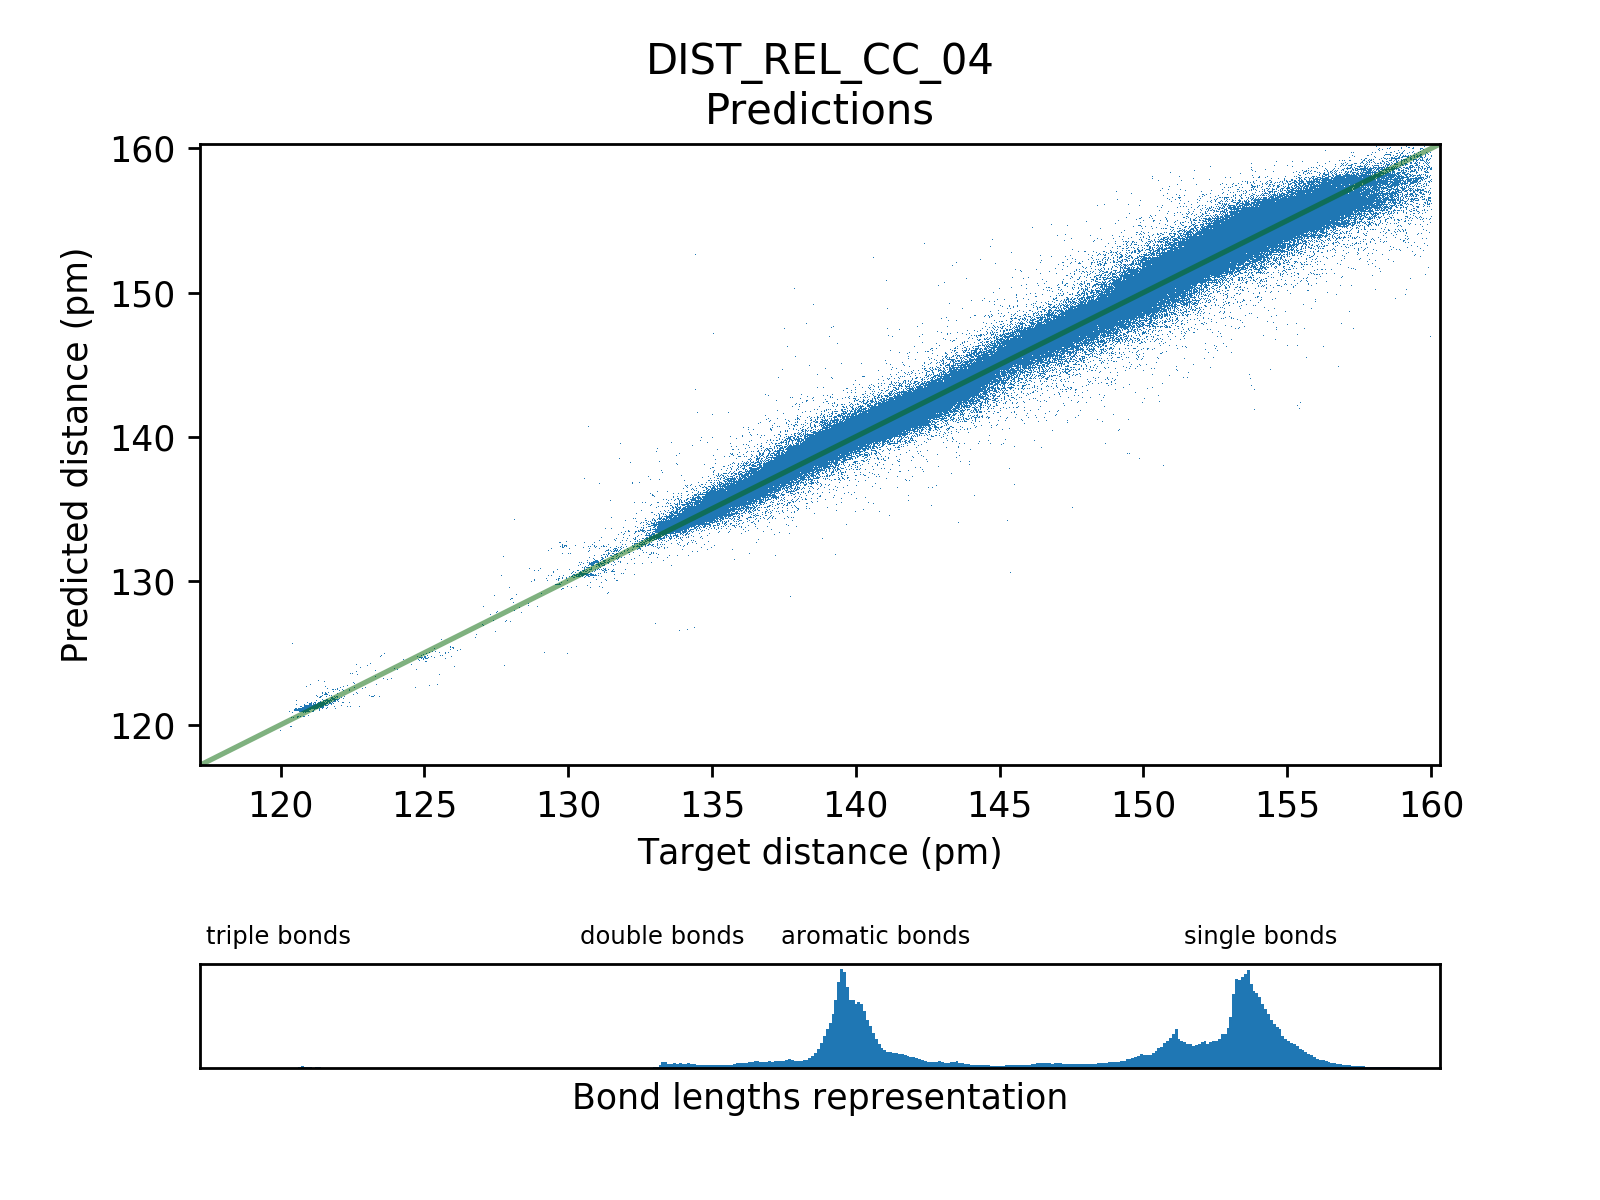 DIST_REL_CC_04
Predictions
160
150
140
130
120
Predicted distance (pm)
120 125 130 135 140 145 150 155 160
Target distance (pm)
triple bonds double bonds aromatic bonds single bonds
Bond lengths representation